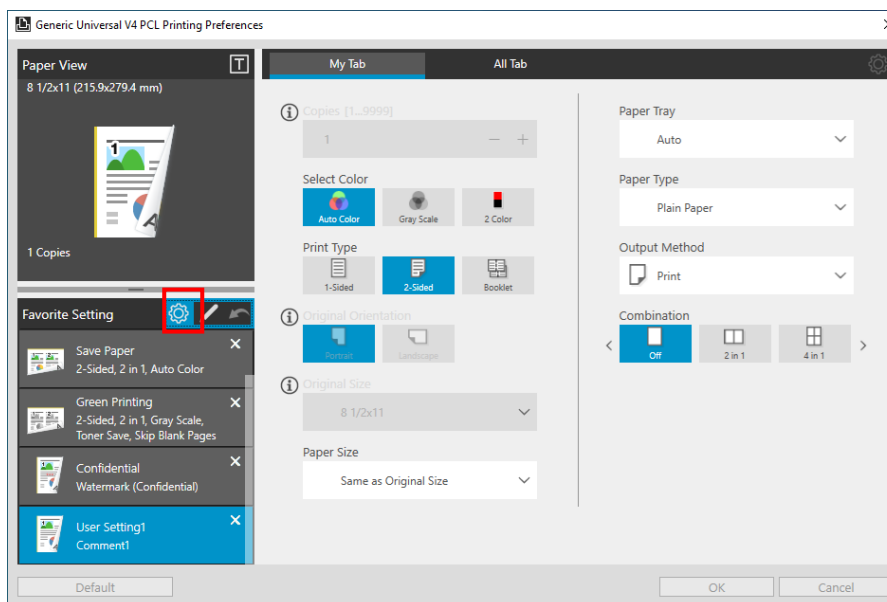 Generic Universal V4 PCL Printing Preferences
Paper View
T
8 1/2x11 (215.9x279.4 mm)
1
A
1 Copies
Favorite Setting
Save Paper
2-Sided, 2 in 1, Auto Color
Green Printing
2-Sided, 2 in 1, Gray Scale,
Toner Save, Skip Blank Pages
Confidential
Watermark (Confidential)
User Setting1
Comment1
My Tab
All Tab
Copies [1...9999]
1
Select Color
Auto Color
Gray Scale
2 Color
Print Type
1-Sided
2-Sided
Booklet
Original Orientation
Portrait
Landscape
Original Size
8 1/2x11
Paper Size
Same as Original Size
Paper Tray
Auto
Paper Type
Plain Paper
Output Method
Print
Combination
Off
2 in 1
4 in 1
Default
OK
Cancel